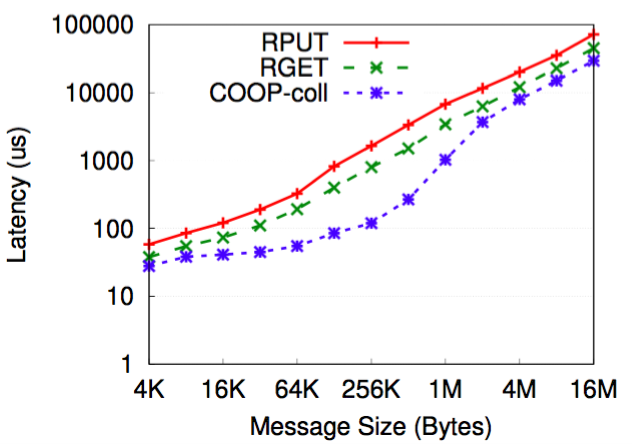 100000
10000
1000
100
10
1
Latency (us)
RPUT
RGET
COOP-coll
4K 16K 64K 256K 1M 4M 16M
Message Size (Bytes)